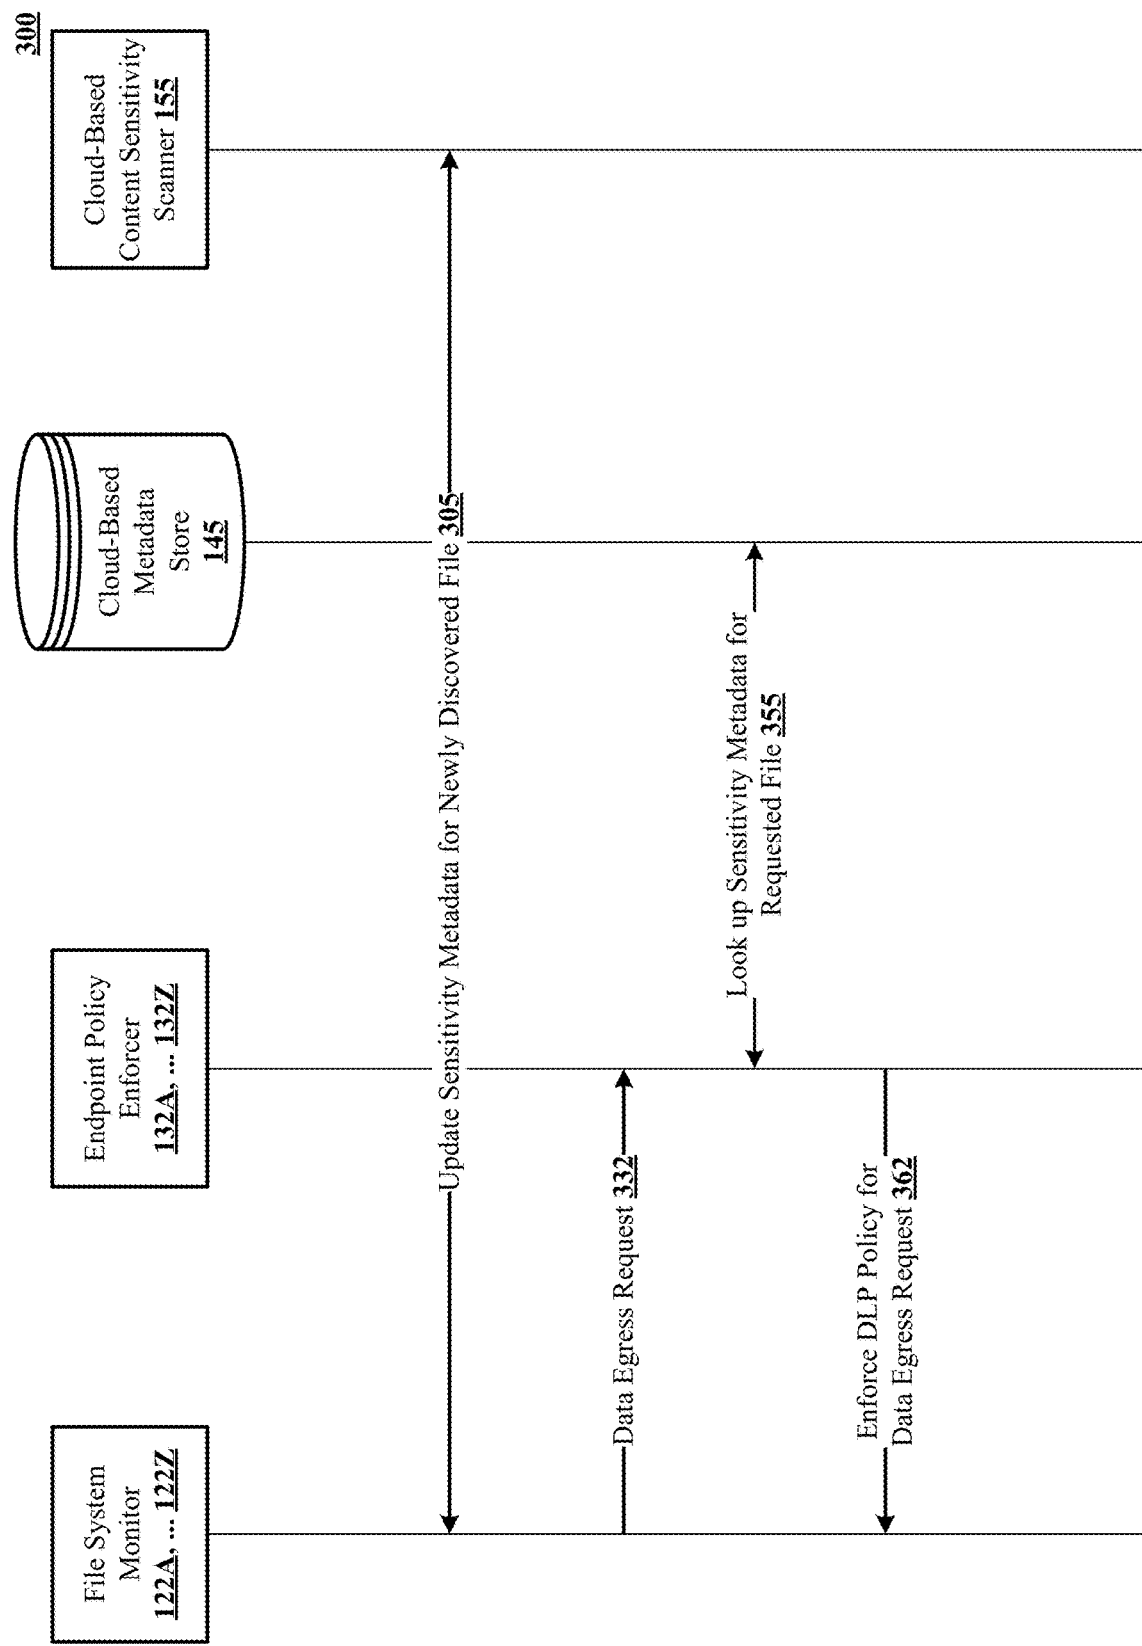 300
File System
Monitor
122A, ... 122Z
Endpoint Policy
Enforcer
132A, ... 132Z
Cloud-Based
Metadata
Store
145
Cloud-Based
Content Sensitivity
Scanner 155
Update Sensitivity Metadata for Newly Discovered File 305
Data Egress Request 332
Look up Sensitivity Metadata for
Requested File 355
Enforce DLP Policy for
Data Egress Request 362